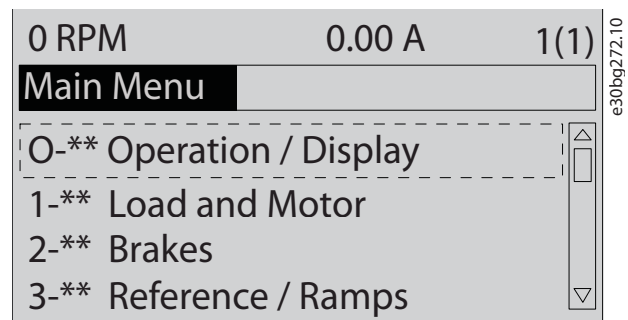 0 RPM 0.00 A 1(1)
Main Menu
O-** Operation / Display
1-** Load and Motor
2-** Brakes
3-** Reference / Ramps
e30bg272.10